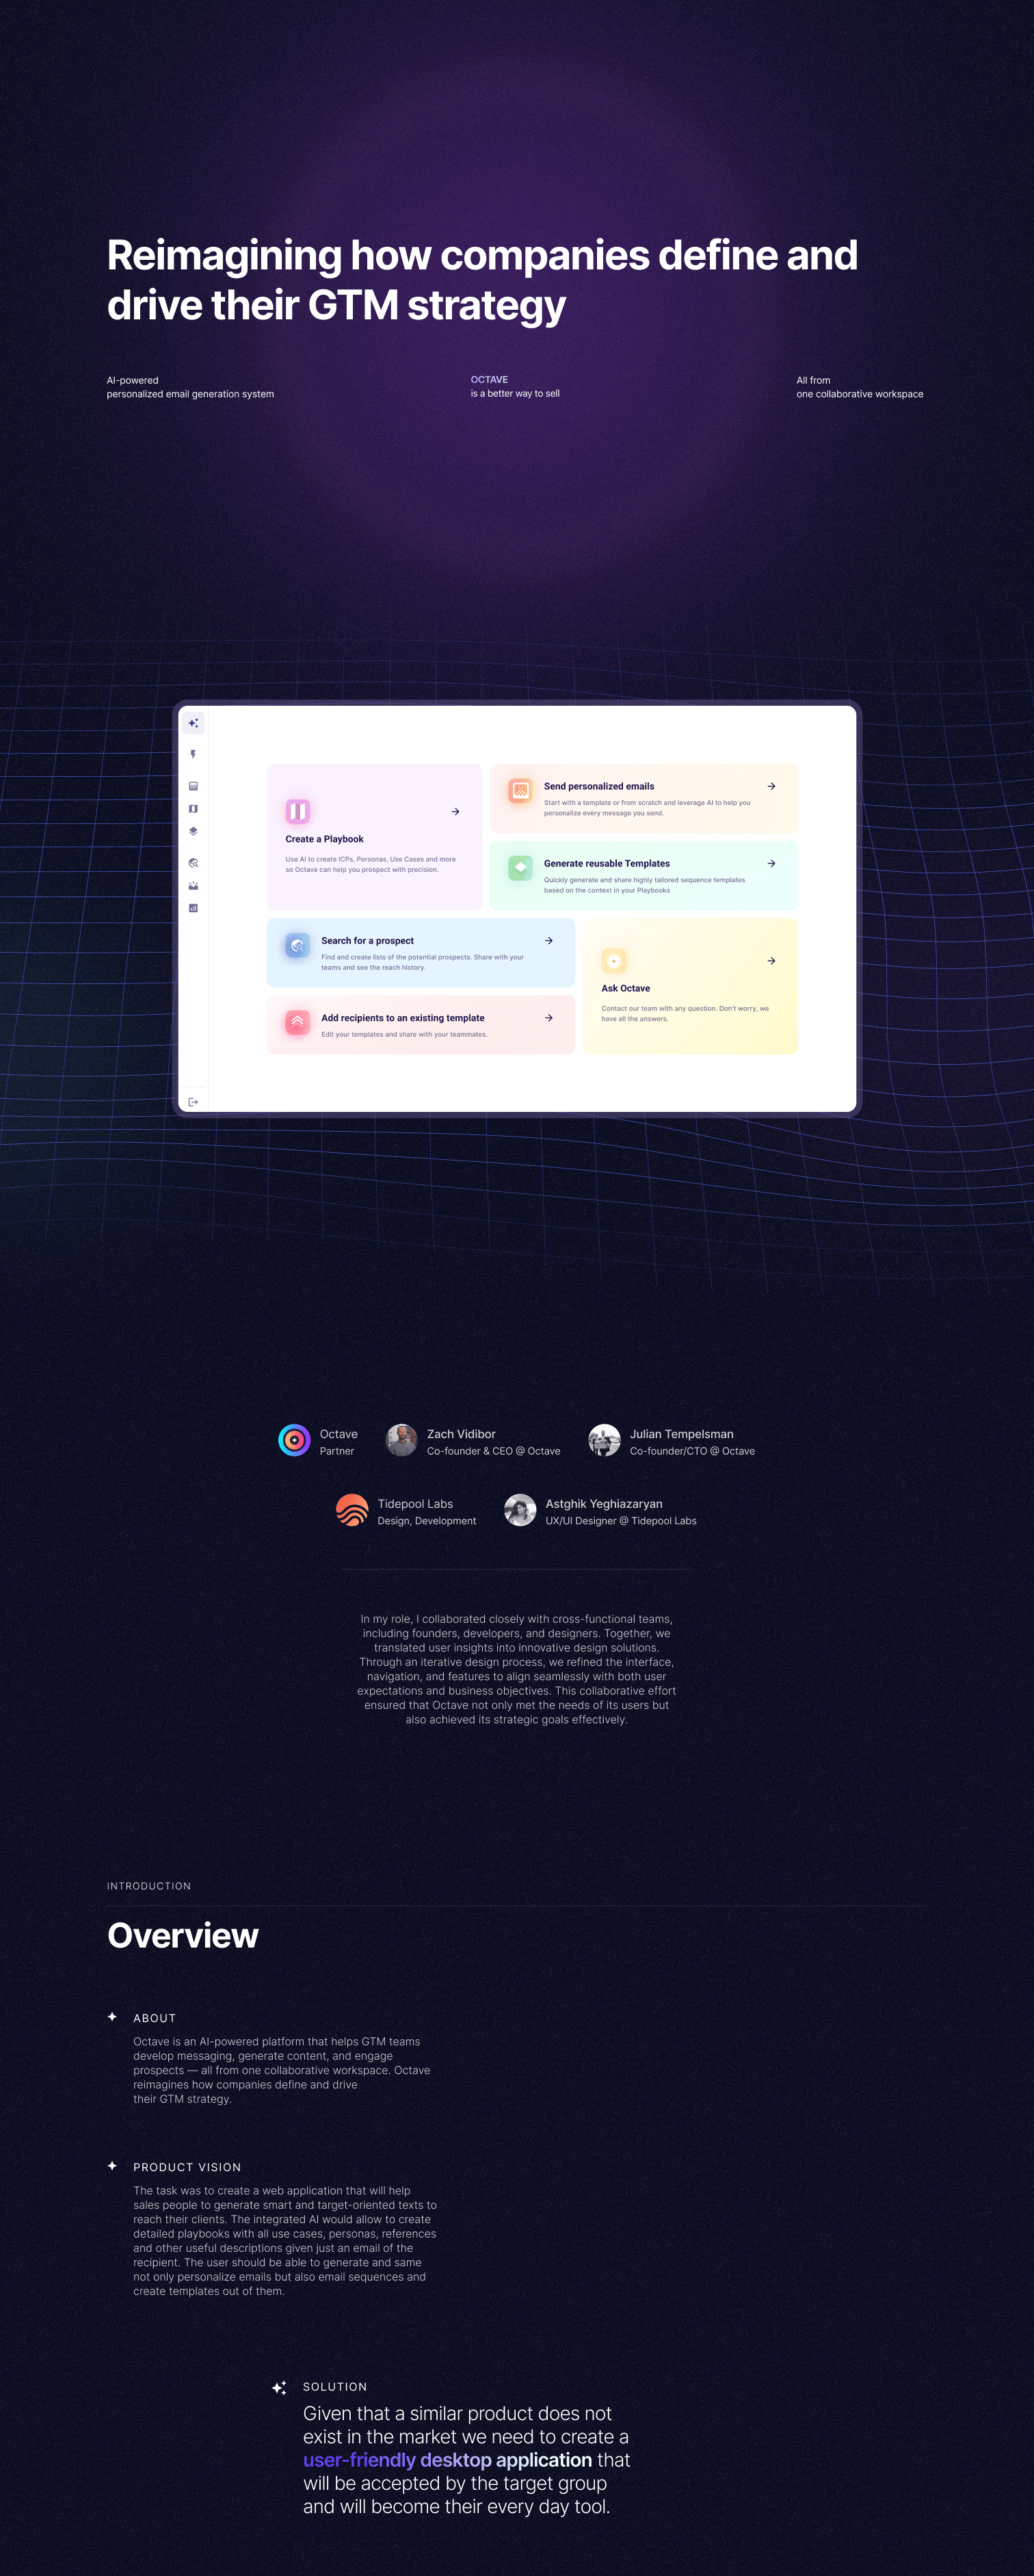 Reimagining how companies define and
drive their GTM strategy
AI-powered
personalized email generation system
OCTAVE
is a better way to sell
All from
one collaborative workspace
Create a Playbook
Use AI to create ICPs, Personas, Use Cases and more
so Octave can help you prospect with precision.
Send personalized emails
Start with a template or from scratch and leverage AI to help you
personalize every message you send.
Generate reusable Templates
Quickly generate and share highly tailored sequence templates
based on the context in your Playbooks
Search for a prospect
Find and create lists of the potential prospects. Share with your
teams and see the reach history.
Add recipients to an existing template
Edit your templates and share with your teammates.
Ask Octave
Contact our team with any question. Don't worry, we
have all the answers.
Octave
Partner
Zach Vidibor
Co-founder & CEO @ Octave
Julian Tempelsman
Co-founder/CTO @ Octave
Tidepool Labs
Design, Development
Astghik Yeghiazaryan
UX/UI Designer @ Tidepool Labs
In my role, I collaborated closely with cross-functional teams,
including founders, developers, and designers. Together, we
translated user insights into innovative design solutions.
Through an iterative design process, we refined the interface,
navigation, and features to align seamlessly with both user
expectations and business objectives. This collaborative effort
ensured that Octave not only met the needs of its users but
also achieved its strategic goals effectively.
INTRODUCTION
Overview
ABOUT
Octave is an AI-powered platform that helps GTM teams
develop messaging, generate content, and engage
prospects — all from one collaborative workspace. Octave
reimagines how companies define and drive
their GTM strategy.
PRODUCT VISION
The task was to create a web application that will help
sales people to generate smart and target-oriented texts to
reach their clients. The integrated AI would allow to create
detailed playbooks with all use cases, personas, references
and other useful descriptions given just an email of the
recipient. The user should be able to generate and same
not only personalize emails but also email sequences and
create templates out of them.
SOLUTION
Given that a similar product does not
exist in the market we need to create a
user-friendly desktop application that
will be accepted by the target group
and will become their every day tool.